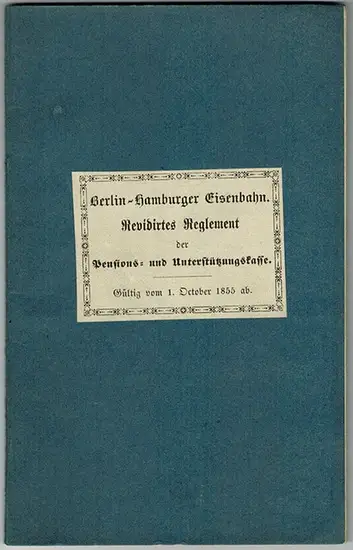 Berlin-Hamburger Eisenbahn.
Revidirtes Reglement
der
Pensions- und Unterstützungskasse.
Gültig vom 1. October 1855 ab.